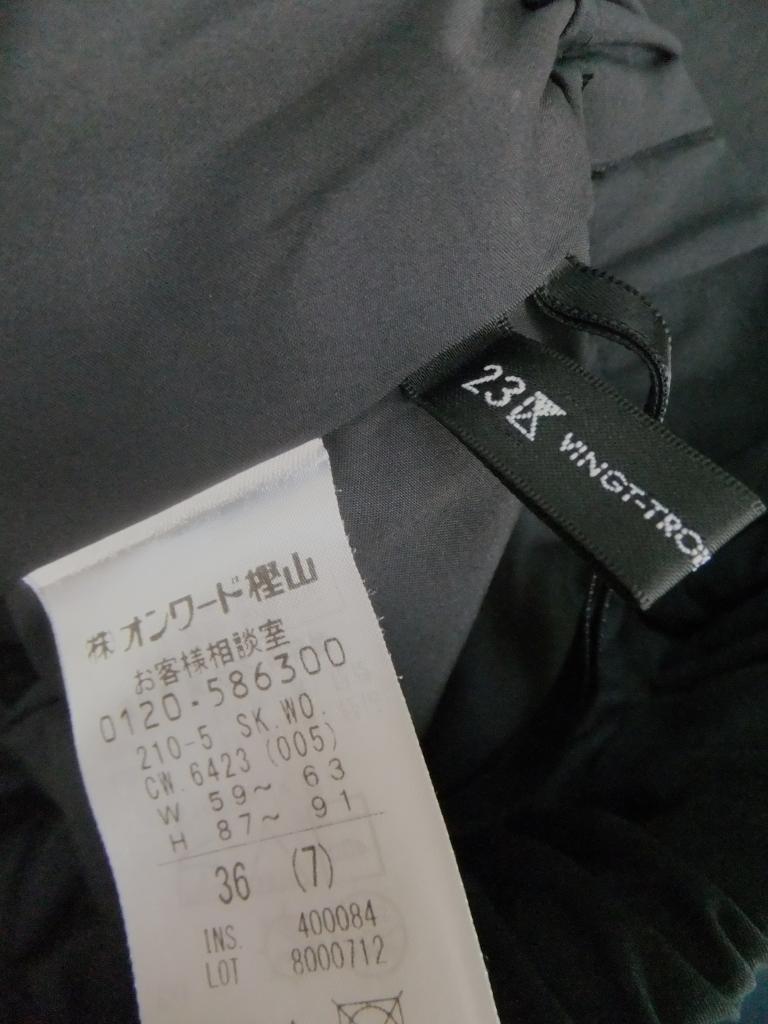 23区 VINGT-TROI
㈱オンワード樫山
お客様相談室
0120-586300
210-5 SK.WO.
CW.6423 (005)
W 59～ 63
H 87～ 91
36 (7)
INS. 400084
LOT 8000712